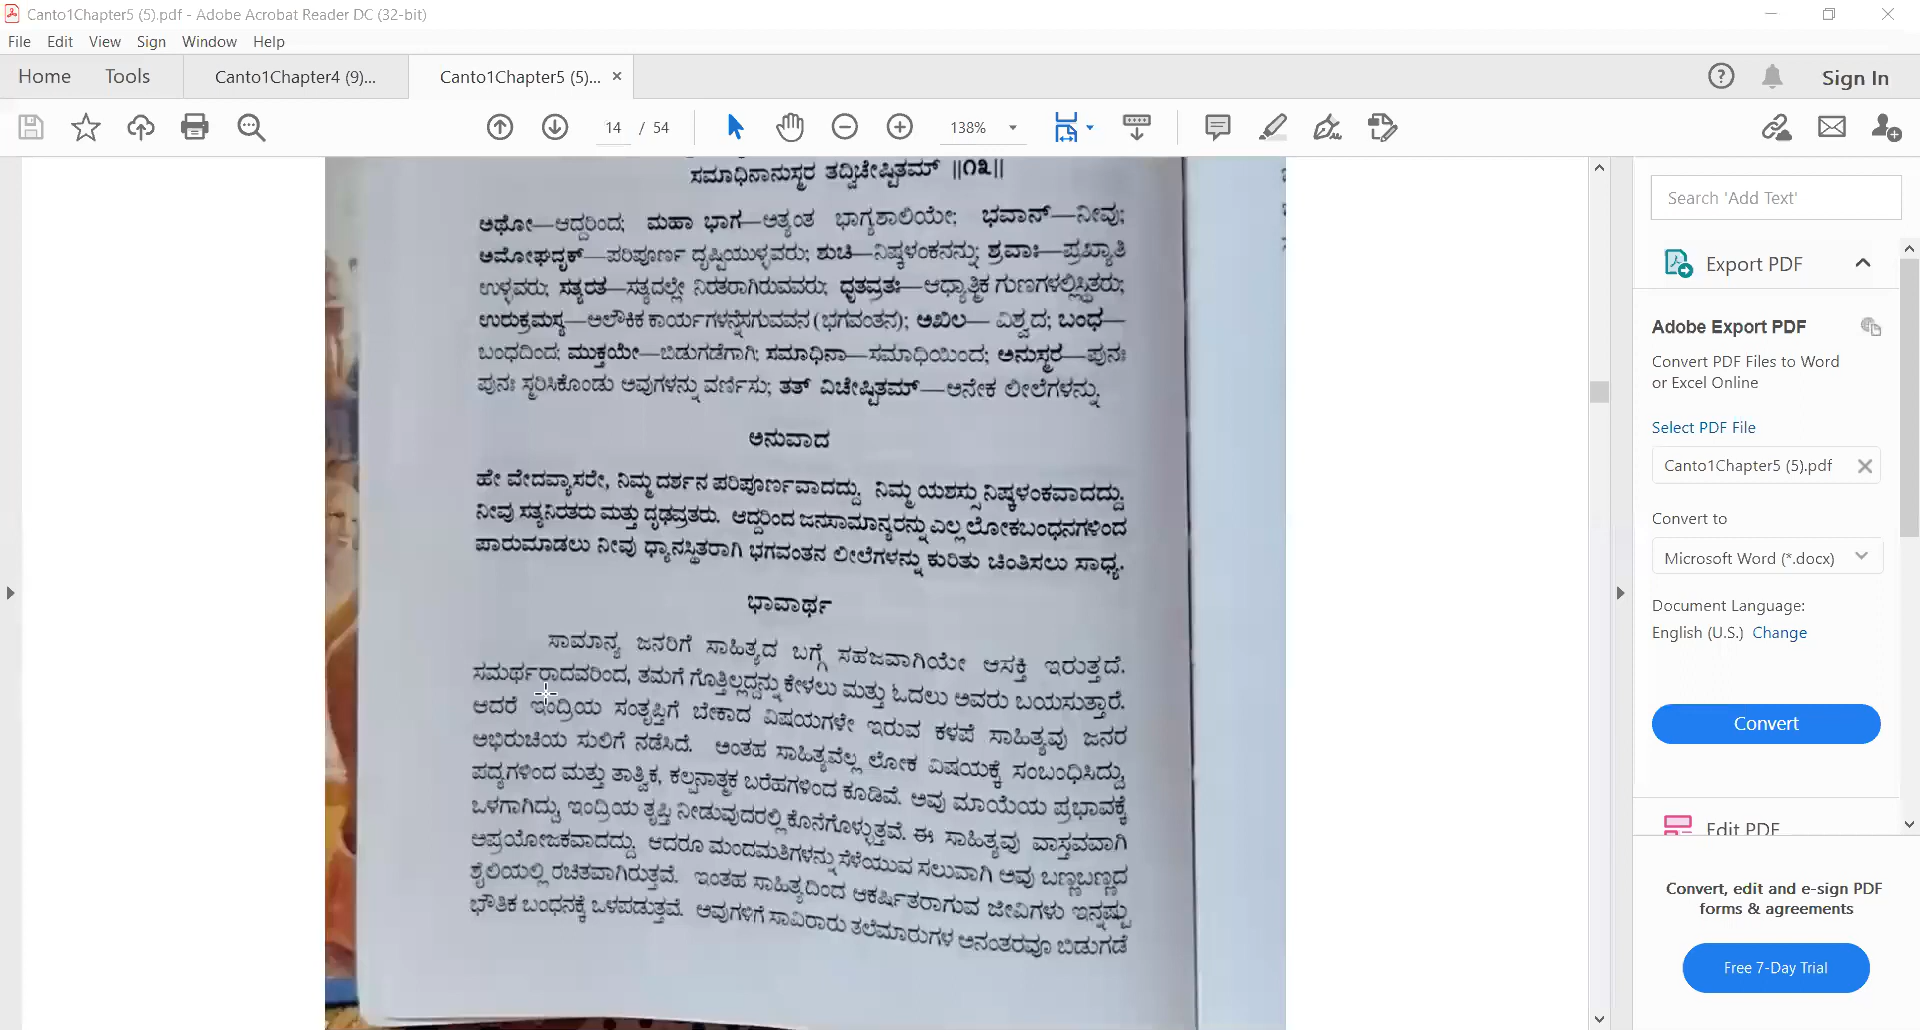 Canto1Chapter5 (5).pdf - Adobe Acrobat Reader DC (32-bit)
File Edit View Sign Window Help
Home Tools Canto1Chapter4 (9)... Canto1Chapter5 (5)... × Sign In
14 / 54 138%
ಸಮಾಧಿನಾನುಸ್ಮರ ತದ್ವಿಚೇಷ್ಟಿತಮ್ ||೧೩||
ಅಥೋ—ಆದ್ದರಿಂದ; ಮಹಾ ಭಾಗ—ಅತ್ಯಂತ ಭಾಗ್ಯಶಾಲಿಯೇ; ಭವಾನ್—ನೀವು;
ಅಮೋಘದೃಕ್—ಪರಿಪೂರ್ಣ ದೃಷ್ಟಿಯುಳ್ಳವರು; ಶುಚಿ—ನಿಷ್ಕಳಂಕನನ್ನು; ಶ್ರವಾಃ—ಪ್ರಖ್ಯಾತಿ
ಉಳ್ಳವರು; ಸತ್ಯರತ—ಸತ್ಯದಲ್ಲೇ ನಿರತರಾಗಿರುವವರು; ಧೃತವ್ರತಃ—ಆಧ್ಯಾತ್ಮಿಕ ಗುಣಗಳಲ್ಲಿಸ್ಥಿತರು;
ಉರುಕ್ರಮಸ್ಯ—ಅಲೌಕಿಕ ಕಾರ್ಯಗಳನ್ನೆಸಗುವವನ (ಭಗವಂತನ); ಅಖಿಲ— ವಿಶ್ವದ; ಬಂಧ—
ಬಂಧದಿಂದ; ಮುಕ್ತಯೇ—ಬಿಡುಗಡೆಗಾಗಿ; ಸಮಾಧಿನಾ—ಸಮಾಧಿಯಿಂದ; ಅನುಸ್ಮರ—ಪುನಃ
ಪುನಃ ಸ್ಮರಿಸಿಕೊಂಡು ಅವುಗಳನ್ನು ವರ್ಣಿಸು; ತತ್ ವಿಚೇಷ್ಟಿತಮ್—ಅನೇಕ ಲೀಲೆಗಳನ್ನು
ಅನುವಾದ
ಹೇ ವೇದವ್ಯಾಸರೇ, ನಿಮ್ಮ ದರ್ಶನ ಪರಿಪೂರ್ಣವಾದದ್ದು. ನಿಮ್ಮ ಯಶಸ್ಸು ನಿಷ್ಕಳಂಕವಾದದ್ದು.
ನೀವು ಸತ್ಯನಿರತರು ಮತ್ತು ದೃಢವ್ರತರು. ಆದ್ದರಿಂದ ಜನಸಾಮಾನ್ಯರನ್ನು ಎಲ್ಲ ಲೋಕಬಂಧನಗಳಿಂದ
ಪಾರುಮಾಡಲು ನೀವು ಧ್ಯಾನಸ್ಥಿತರಾಗಿ ಭಗವಂತನ ಲೀಲೆಗಳನ್ನು ಕುರಿತು ಚಿಂತಿಸಲು ಸಾಧ್ಯ.
ಭಾವಾರ್ಥ
ಸಾಮಾನ್ಯ ಜನರಿಗೆ ಸಾಹಿತ್ಯದ ಬಗ್ಗೆ ಸಹಜವಾಗಿಯೇ ಆಸಕ್ತಿ ಇರುತ್ತದೆ.
ಸಮರ್ಥರಾದವರಿಂದ, ತಮಗೆ ಗೊತ್ತಿಲ್ಲದ್ದನ್ನು ಕೇಳಲು ಮತ್ತು ಓದಲು ಅವರು ಬಯಸುತ್ತಾರೆ.
ಆದರೆ ಇಂದ್ರಿಯ ಸಂತೃಪ್ತಿಗೆ ಬೇಕಾದ ವಿಷಯಗಳೇ ಇರುವ ಕಳಪೆ ಸಾಹಿತ್ಯವು ಜನರ
ಅಭಿರುಚಿಯ ಸುಲಿಗೆ ನಡೆಸಿದೆ. ಅಂತಹ ಸಾಹಿತ್ಯವೆಲ್ಲ ಲೋಕ ವಿಷಯಕ್ಕೆ ಸಂಬಂಧಿಸಿದ್ದು,
ಪದ್ಯಗಳಿಂದ ಮತ್ತು ತಾತ್ವಿಕ, ಕಲ್ಪನಾತ್ಮಕ ಬರೆಹಗಳಿಂದ ಕೂಡಿವೆ. ಅವು ಮಾಯೆಯ ಪ್ರಭಾವಕ್ಕೆ
ಒಳಗಾಗಿದ್ದು, ಇಂದ್ರಿಯ ತೃಪ್ತಿ ನೀಡುವುದರಲ್ಲಿ ಕೊನೆಗೊಳ್ಳುತ್ತವೆ. ಈ ಸಾಹಿತ್ಯವು ವಾಸ್ತವವಾಗಿ
ಅಪ್ರಯೋಜಕವಾದದ್ದು. ಆದರೂ ಮಂದಮತಿಗಳನ್ನು ಸೆಳೆಯುವ ಸಲುವಾಗಿ ಅವು ಬಣ್ಣಬಣ್ಣದ
ಶೈಲಿಯಲ್ಲಿ ರಚಿತವಾಗಿರುತ್ತವೆ. ಇಂತಹ ಸಾಹಿತ್ಯದಿಂದ ಆಕರ್ಷಿತರಾಗುವ ಜೀವಿಗಳು ಇನ್ನಷ್ಟು
ಭೌತಿಕ ಬಂಧನಕ್ಕೆ ಒಳಪಡುತ್ತವೆ. ಅವುಗಳಿಗೆ ಸಾವಿರಾರು ತಲೆಮಾರುಗಳ ಅನಂತರವೂ ಬಿಡುಗಡೆ
Search 'Add Text'
Export PDF
Adobe Export PDF
Convert PDF Files to Word
or Excel Online
Select PDF File
Canto1Chapter5 (5).pdf
Convert to
Microsoft Word (*.docx)
Document Language:
English (U.S.) Change
Convert
Edit PDF
Convert, edit and e-sign PDF
forms & agreements
Free 7-Day Trial